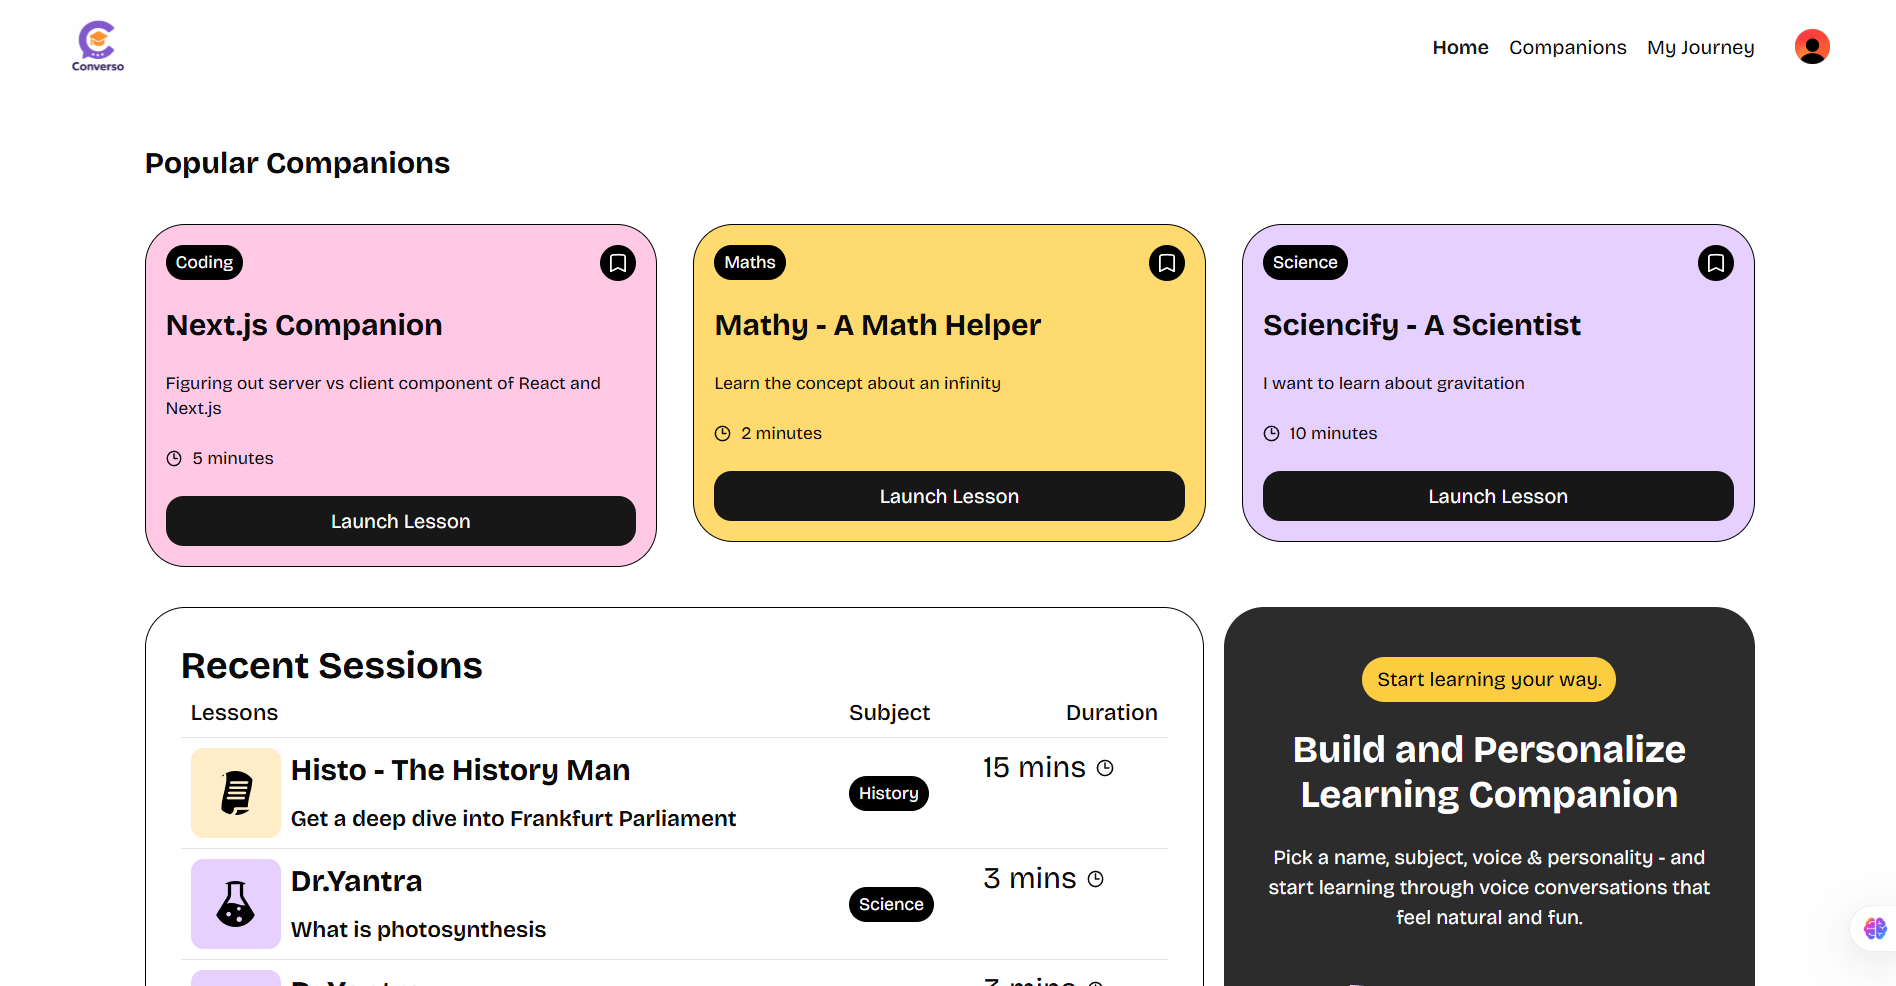 Converso
Home Companions My Journey
Popular Companions
Coding
Next.js Companion
Figuring out server vs client component of React and
Next.js
5 minutes
Launch Lesson
Maths
Mathy - A Math Helper
Learn the concept about an infinity
2 minutes
Launch Lesson
Science
Sciencify - A Scientist
I want to learn about gravitation
10 minutes
Launch Lesson
Recent Sessions
Lessons Subject Duration
Histo - The History Man
Get a deep dive into Frankfurt Parliament
History
15 mins
Dr.Yantra
What is photosynthesis
Science
3 mins
Start learning your way.
Build and Personalize
Learning Companion
Pick a name, subject, voice & personality - and
start learning through voice conversations that
feel natural and fun.